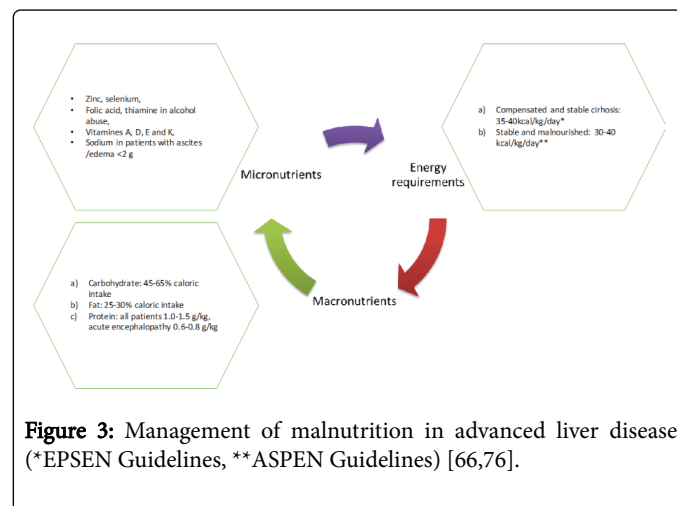 • Zinc, selenium,
• Folic acid, thiamine in alcohol
abuse,
• Vitamines A, D, E and K,
• Sodium in patients with ascites
/edema <2 g
Micronutrients
a) Compensated and stable cirhosis:
35-40kcal/kg/day*
b) Stable and malnourished: 30-40
kcal/kg/day**
Energy
requirements
a) Carbohydrate: 45-65% caloric
intake
b) Fat: 25-30% caloric intake
c) Protein: all patients 1.0-1.5 g/kg,
acute encephalopathy 0.6-0.8 g/kg
Macronutrients
Figure 3: Management of malnutrition in advanced liver disease
(*EPSEN Guidelines, **ASPEN Guidelines) [66,76].